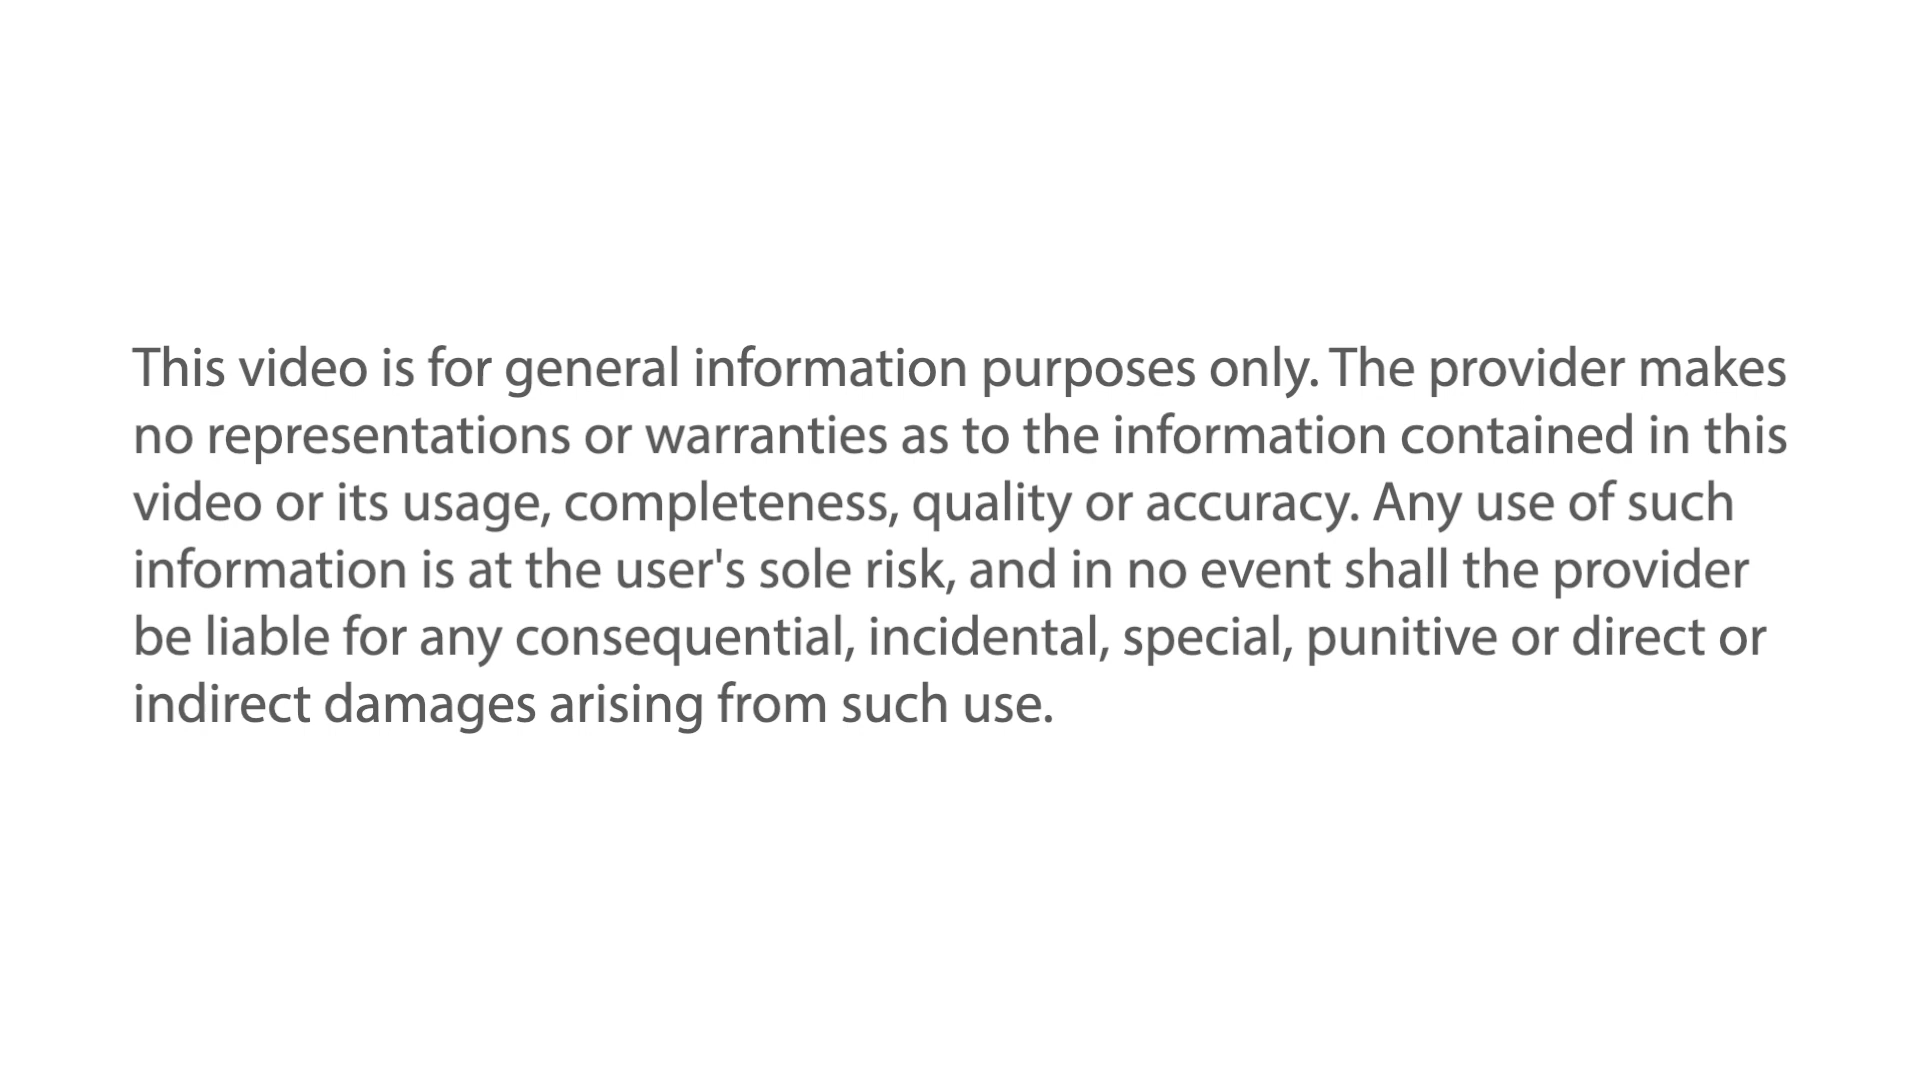 This video is for general information purposes only. The provider makes
no representations or warranties as to the information contained in this
video or its usage, completeness, quality or accuracy. Any use of such
information is at the user's sole risk, and in no event shall the provider
be liable for any consequential, incidental, special, punitive or direct or
indirect damages arising from such use.